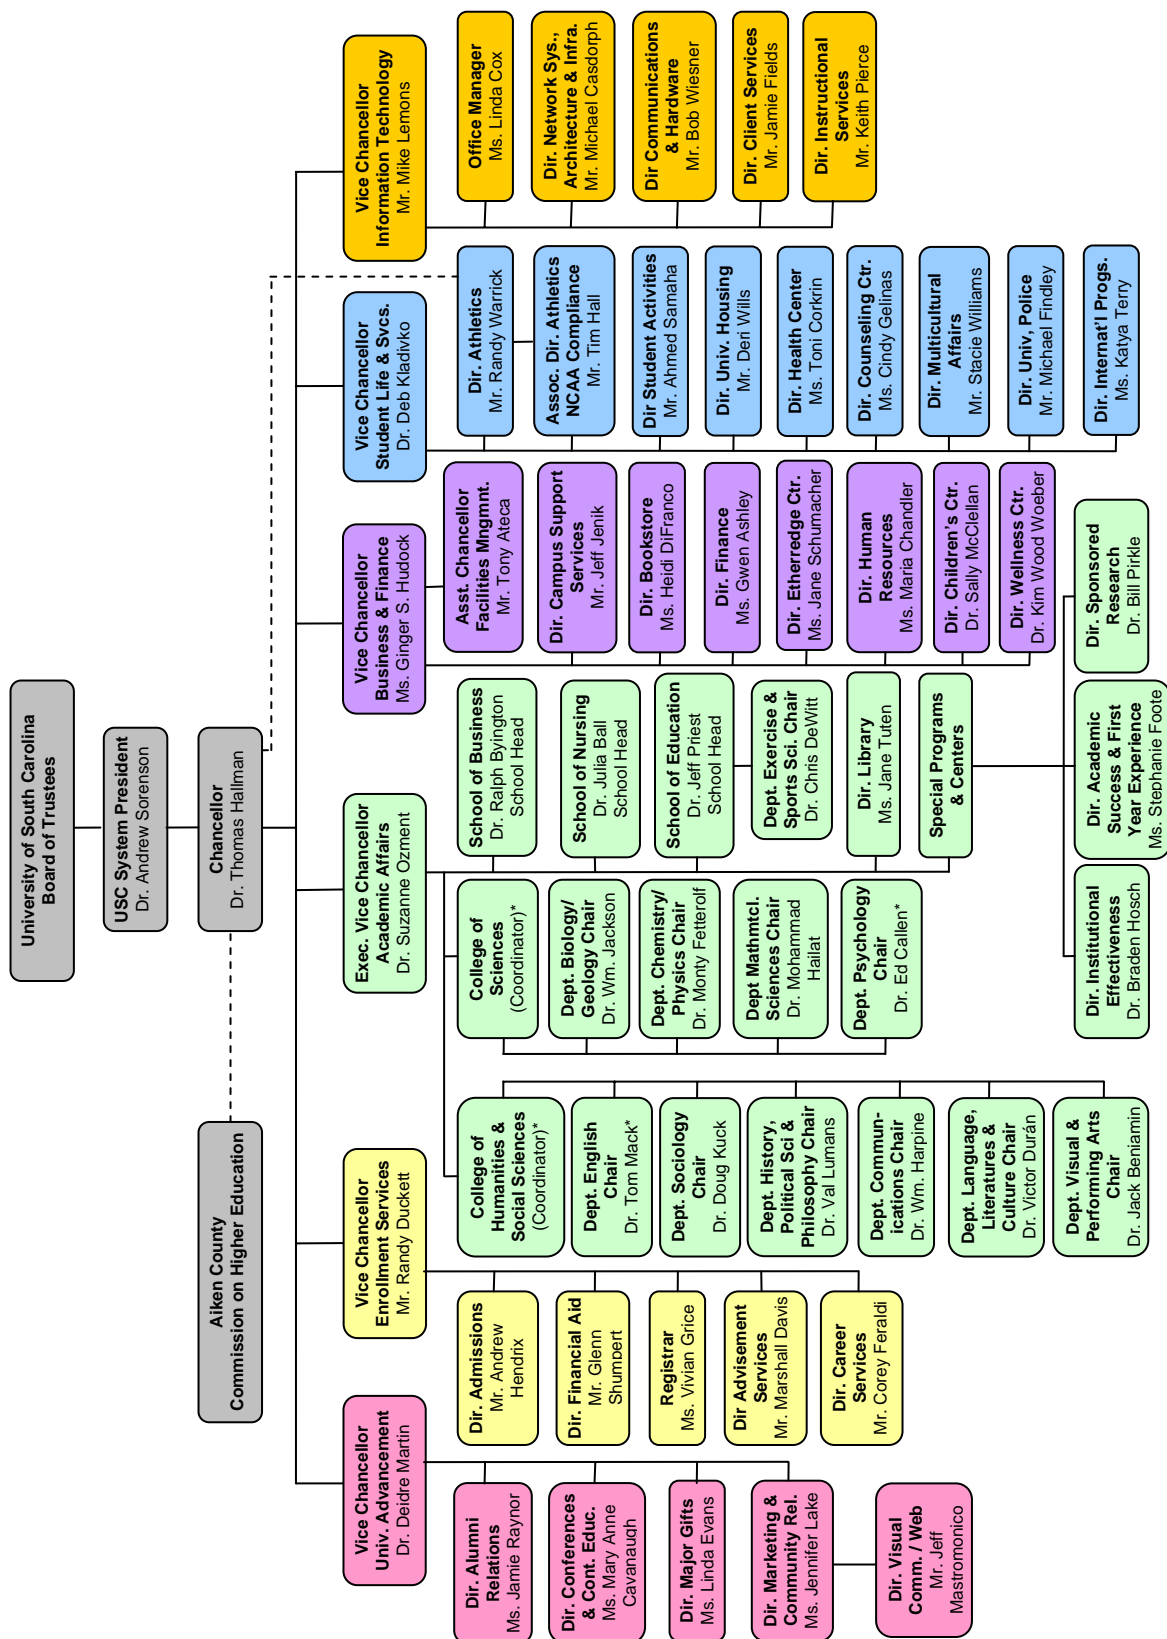 University of South Carolina
Board of Trustees
USC System President
Dr. Andrew Sorenson
Aiken County
Commission on Higher Education
Chancellor
Dr. Thomas Hallman
Vice Chancellor
Univ. Advancement
Dr. Deidre Martin
Dir. Alumni
Relations
Ms. Jamie Raynor
Dir. Conferences
& Cont. Educ.
Ms. Mary Anne
Cavanaugh
Dir. Major Gifts
Ms. Linda Evans
Dir. Marketing &
Community Rel.
Ms. Jennifer Lake
Dir. Visual
Comm. / Web
Mr. Jeff
Mastromonico
Vice Chancellor
Enrollment Services
Mr. Randy Duckett
Dir. Admissions
Mr. Andrew
Hendrix
Dir. Financial Aid
Mr. Glenn
Shumbert
Registrar
Ms. Vivian Grice
Dir Advisement
Services
Mr. Marshall Davis
Dir. Career
Services
Mr. Corey Feraldi
Exec. Vice Chancellor
Academic Affairs
Dr. Suzanne Ozment
College of
Humanities &
Social Sciences
(Coordinator)*
Dept. English
Chair
Dr. Tom Mack*
Dept. Sociology
Chair
Dr. Doug Kuck
Dept. History,
Political Sci &
Philosophy Chair
Dr. Val Lumans
Dept. Commun-
ications Chair
Dr. Wm. Harpine
Dept. Language,
Literatures &
Culture Chair
Dr. Victor Durán
Dept. Visual &
Performing Arts
Chair
Dr. Jack Beniamin
College of
Sciences
(Coordinator)*
Dept. Biology/
Geology Chair
Dr. Wm. Jackson
Dept. Chemistry/
Physics Chair
Dr. Monty Fetterolf
Dept Mathmtcl.
Sciences Chair
Dr. Mohammad
Hailat
Dept. Psychology
Chair
Dr. Ed Callen*
School of Business
Dr. Ralph Byington
School Head
School of Nursing
Dr. Julia Ball
School Head
School of Education
Dr. Jeff Priest
School Head
Dept. Exercise &
Sports Sci. Chair
Dr. Chris DeWitt
Dir. Library
Ms. Jane Tuten
Special Programs
& Centers
Dir. Institutional
Effectiveness
Dr. Braden Hosch
Dir. Academic
Success & First
Year Experience
Ms. Stephanie Foote
Dir. Sponsored
Research
Dr. Bill Pirkle
Vice Chancellor
Business & Finance
Ms. Ginger S. Hudock
Asst. Chancellor
Facilities Mngmnt.
Mr. Tony Ateca
Dir. Campus Support
Services
Mr. Jeff Jenik
Dir. Bookstore
Ms. Heidi DiFranco
Dir. Finance
Ms. Gwen Ashley
Dir. Etherredge Ctr.
Ms. Jane Schumacher
Dir. Human
Resources
Ms. Maria Chandler
Dir. Children's Ctr.
Dr. Sally McClellan
Dir. Wellness Ctr.
Dr. Kim Wood Woeber
Vice Chancellor
Student Life & Svcs.
Dr. Deb Kladivko
Dir. Athletics
Mr. Randy Warrick
Assoc. Dir. Athletics
NCAA Compliance
Mr. Tim Hall
Dir Student Activities
Mr. Ahmed Samaha
Dir. Univ. Housing
Mr. Deri Wills
Dir. Health Center
Ms. Toni Corkrin
Dir. Counseling Ctr.
Ms. Cindy Gelinas
Dir. Multicultural
Affairs
Mr. Stacie Williams
Dir. Univ, Police
Mr. Michael Findley
Dir. Internat'l Progs.
Ms. Katya Terry
Vice Chancellor
Information Technology
Mr. Mike Lemons
Office Manager
Ms. Linda Cox
Dir. Network Sys.,
Architecture & Infra.
Mr. Michael Casdorph
Dir Communications
& Hardware
Mr. Bob Wiesner
Dir. Client Services
Mr. Jamie Fields
Dir. Instructional
Services
Mr. Keith Pierce